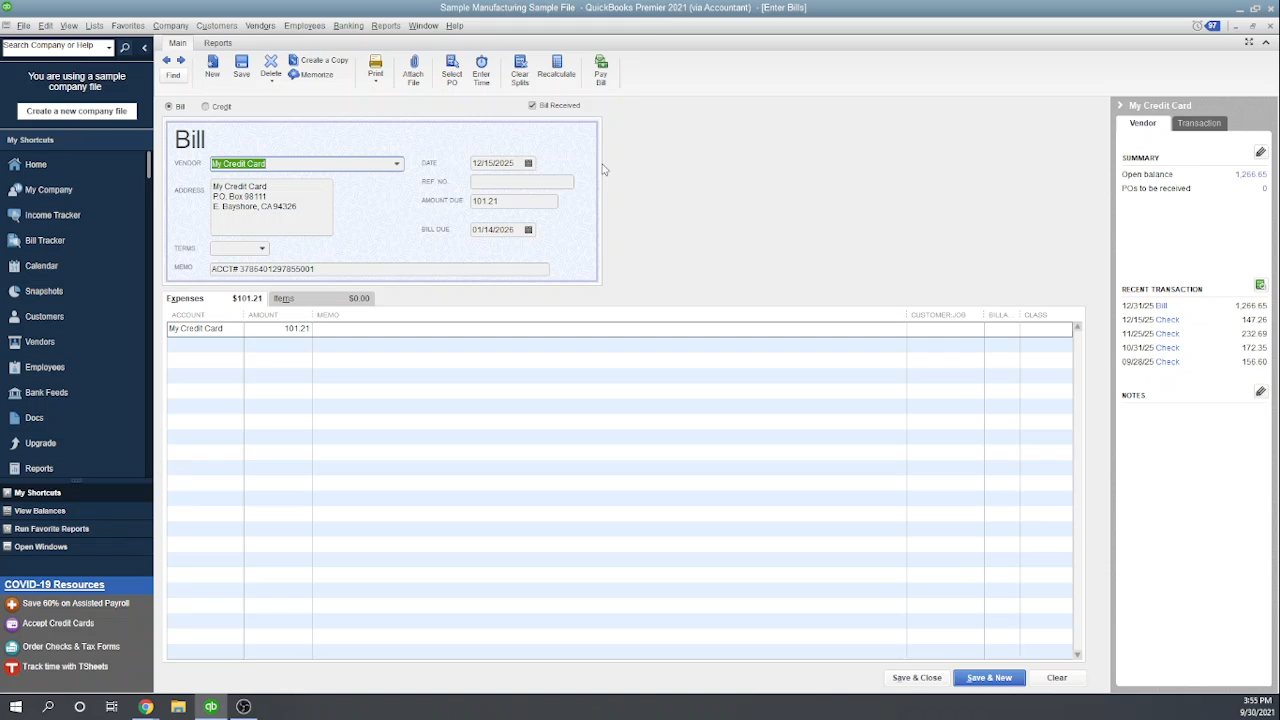 Sample Manufacturing Sample File - QuickBooks Premier 2021 (via Accountant) - [Enter Bills]
File Edit View Lists Favorites Company Customers Vendors Employees Banking Reports Window Help 97
Search Company or Help
You are using a sample
company file
Create a new company file
My Shortcuts
Home
My Company
Income Tracker
Bill Tracker
Calendar
Snapshots
Customers
Vendors
Employees
Bank Feeds
Docs
Upgrade
Reports
My Shortcuts
View Balances
Run Favorite Reports
Open Windows
COVID-19 Resources
Save 60% on Assisted Payroll
Accept Credit Cards
Order Checks & Tax Forms
Track time with TSheets
Main Reports
Find
New
Save
Delete
Create a Copy
Memorize
Print
Attach
File
Select
PO
Enter
Time
Clear
Splits
Recalculate
Pay
Bill
Bill Credit Bill Received
Bill
VENDOR My Credit Card
ADDRESS My Credit Card
P.O. Box 98111
E. Bayshore, CA 94326
TERMS
MEMO ACCT# 3786401297855001
DATE 12/15/2025
REF. NO.
AMOUNT DUE 101.21
BILL DUE 01/14/2026
Expenses $101.21 Items $0.00
ACCOUNT AMOUNT MEMO CUSTOMER:JOB BILLA... CLASS
My Credit Card 101.21
Save & Close Save & New Clear
My Credit Card
Vendor Transaction
SUMMARY
Open balance 1,266.65
POs to be received 0
RECENT TRANSACTION
12/31/25 Bill 1,266.65
12/15/25 Check 147.26
11/25/25 Check 232.69
10/31/25 Check 172.35
09/28/25 Check 156.60
NOTES
3:55 PM
9/30/2021